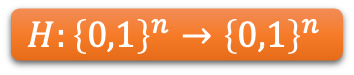 H: {0,1}ⁿ → {0,1}ⁿ